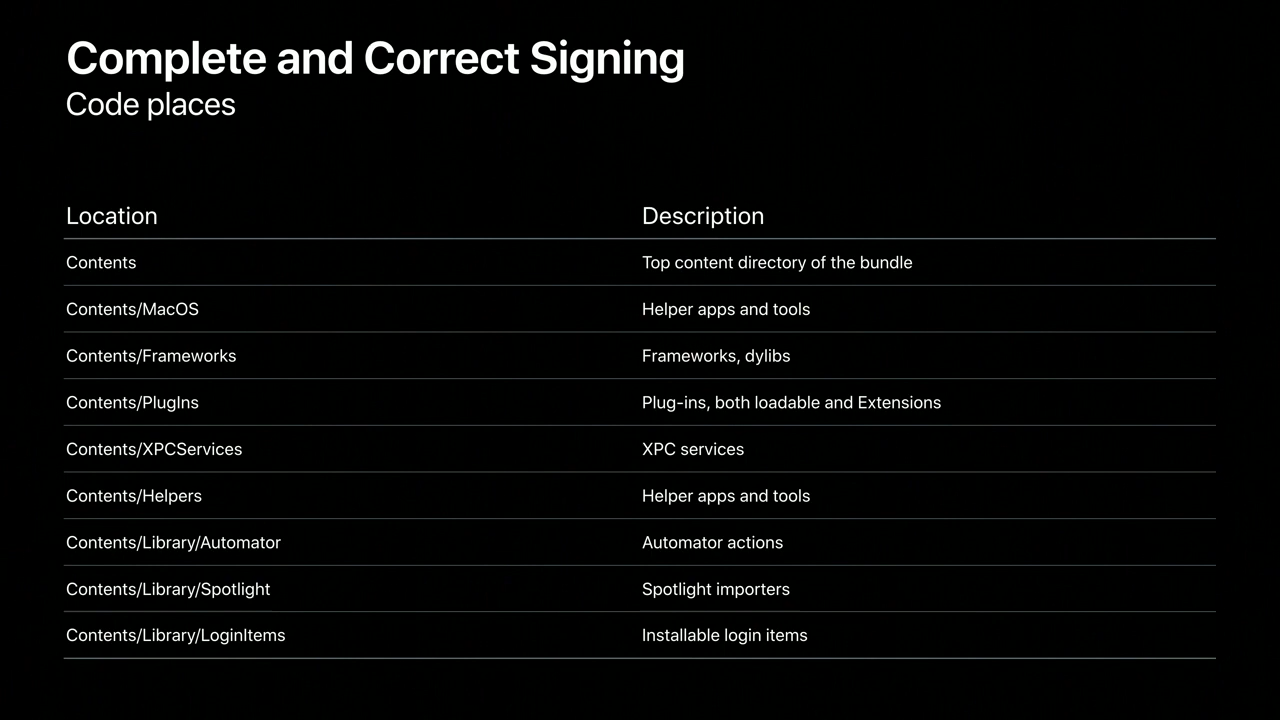 Complete and Correct Signing
Code places
Location Description
Contents Top content directory of the bundle
Contents/MacOS Helper apps and tools
Contents/Frameworks Frameworks, dylibs
Contents/PlugIns Plug-ins, both loadable and Extensions
Contents/XPCServices XPC services
Contents/Helpers Helper apps and tools
Contents/Library/Automator Automator actions
Contents/Library/Spotlight Spotlight importers
Contents/Library/LoginItems Installable login items